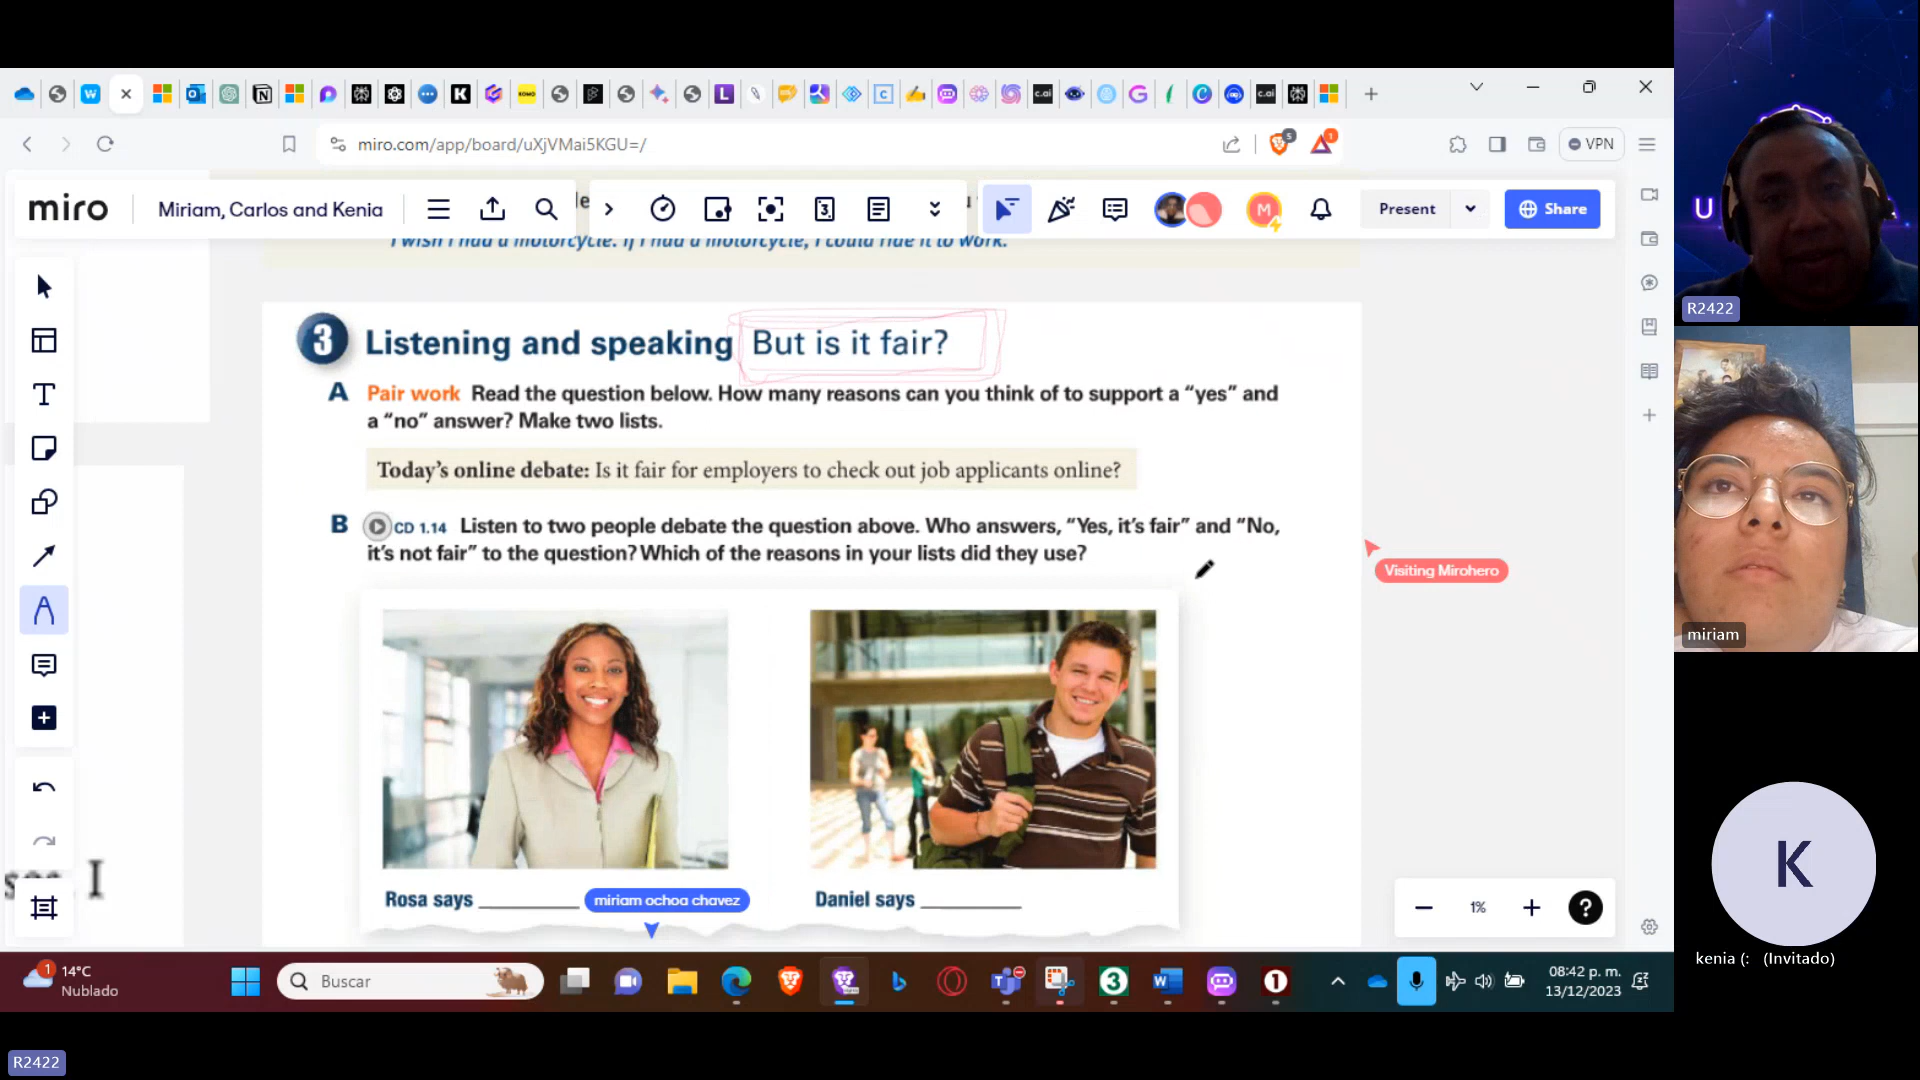 miro.com/app/board/uXjVMai5KGU=/
VPN
miro
Miriam, Carlos and Kenia
Present
Share
I wish I had a motorcycle. If I had a motorcycle, I could ride it to work.
3 Listening and speaking But is it fair?
A Pair work Read the question below. How many reasons can you think of to support a “yes” and
a “no” answer? Make two lists.
Today’s online debate: Is it fair for employers to check out job applicants online?
B CD 1.14 Listen to two people debate the question above. Who answers, “Yes, it’s fair” and “No,
it’s not fair” to the question? Which of the reasons in your lists did they use?
Visiting Mirohero
Rosa says
miriam ochoa chavez
Daniel says
1%
14°C
Nublado
Buscar
08:42 p. m.
13/12/2023
R2422
miriam
K
kenia (: (Invitado)
R2422